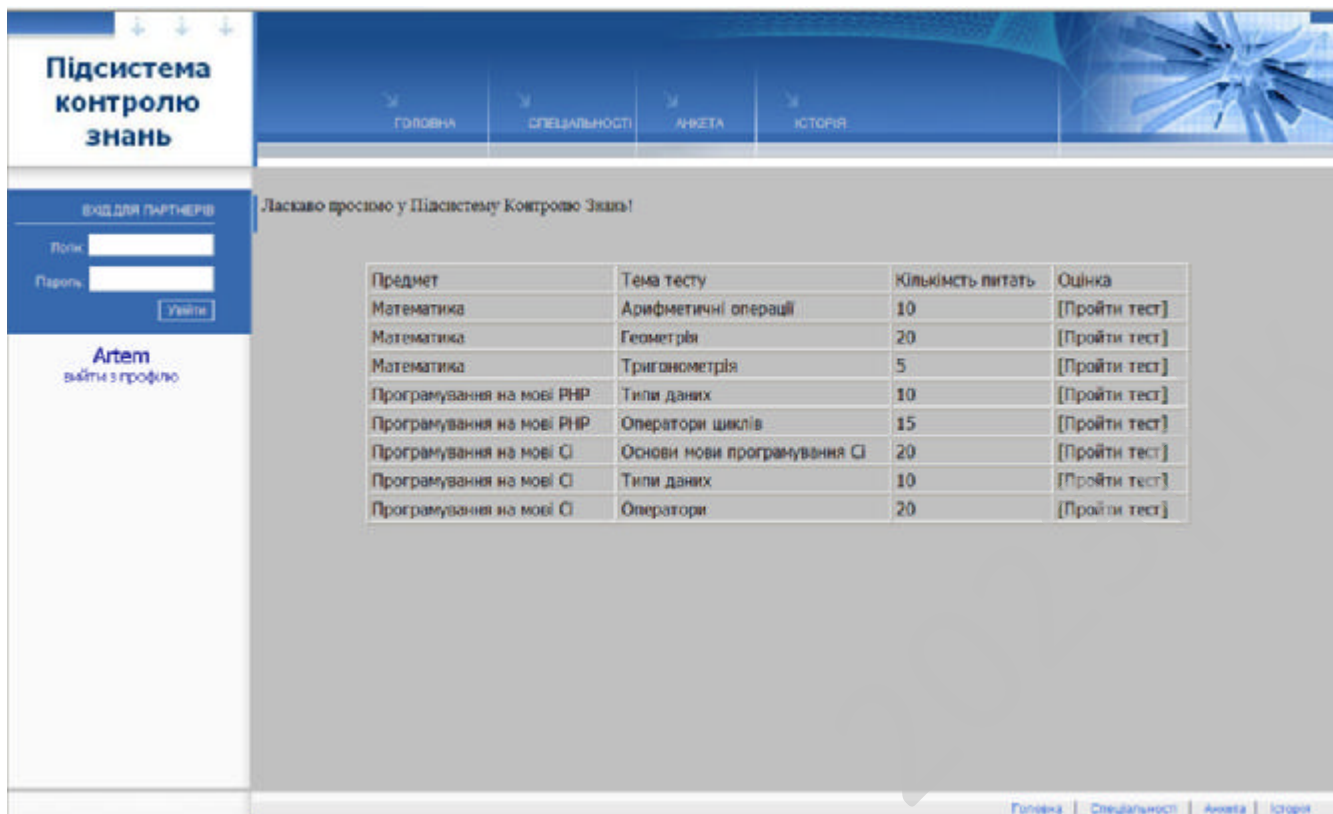 Підсистема
контролю
знань
ГОЛОВНА СПЕЦІАЛЬНОСТІ АНКЕТА ІСТОРІЯ
ВХІД ДЛЯ ПАРТНЕРІВ
Логін
Пароль
Увійти
Artem
вийти з профілю
Ласкаво просимо у Підсистему Контролю Знань!
Предмет Тема тесту Кількімсть питать Оцінка
Математика Арифметичні операції 10 [Пройти тест]
Математика Геометрія 20 [Пройти тест]
Математика Тригонометрія 5 [Пройти тест]
Програмування на мові PHP Типи даних 10 [Пройти тест]
Програмування на мові PHP Оператори циклів 15 [Пройти тест]
Програмування на мові Сі Основи мови програмування Сі 20 [Пройти тест]
Програмування на мові Сі Типи даних 10 [Пройти тест]
Програмування на мові Сі Оператори 20 [Пройти тест]
Головна | Спеціальності | Анкета | Історія